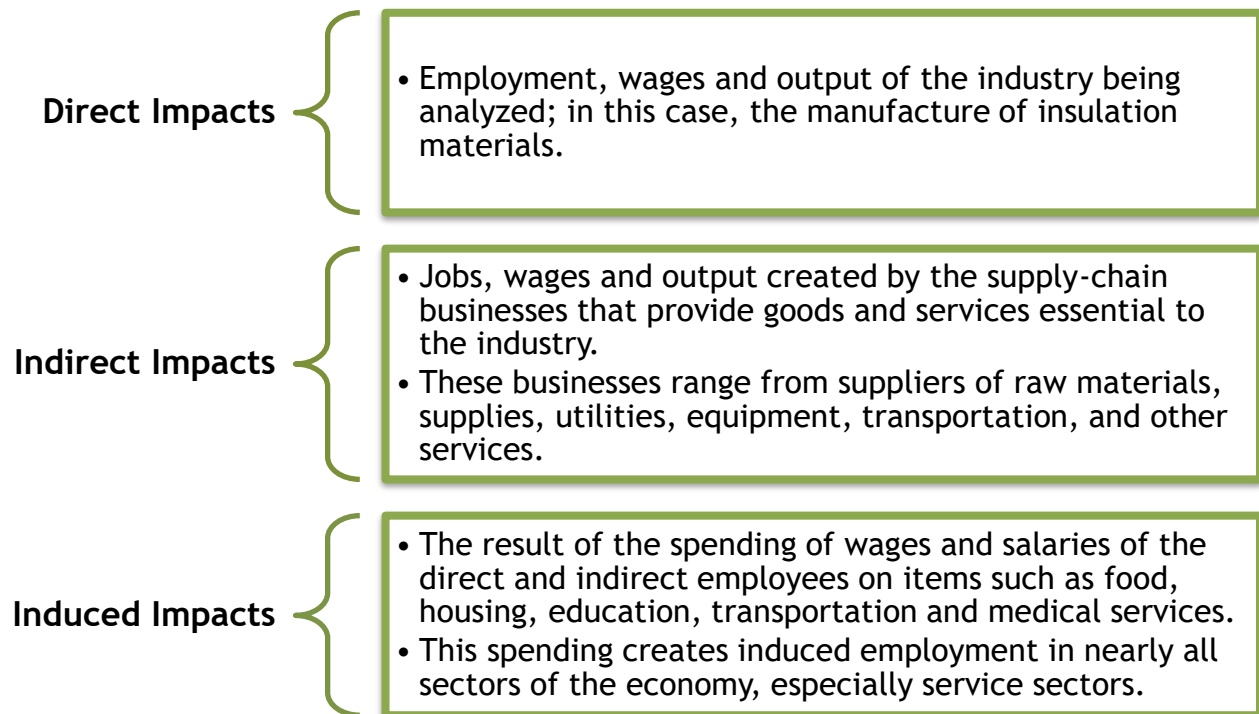 Direct Impacts
• Employment, wages and output of the industry being
analyzed; in this case, the manufacture of insulation
materials.
Indirect Impacts
• Jobs, wages and output created by the supply-chain
businesses that provide goods and services essential to
the industry.
• These businesses range from suppliers of raw materials,
supplies, utilities, equipment, transportation, and other
services.
Induced Impacts
• The result of the spending of wages and salaries of the
direct and indirect employees on items such as food,
housing, education, transportation and medical services.
• This spending creates induced employment in nearly all
sectors of the economy, especially service sectors.